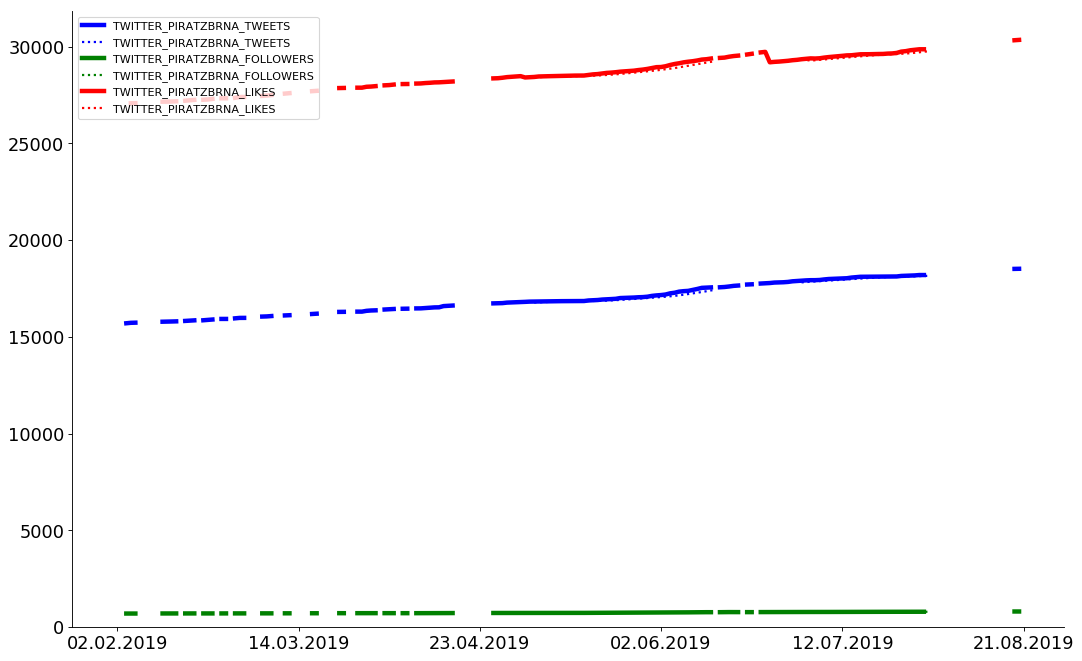 TWITTER_PIRATZBRNA_TWEETS
TWITTER_PIRATZBRNA_TWEETS
TWITTER_PIRATZBRNA_FOLLOWERS
TWITTER_PIRATZBRNA_FOLLOWERS
TWITTER_PIRATZBRNA_LIKES
TWITTER_PIRATZBRNA_LIKES
30000
25000
20000
15000
10000
5000
0
02.02.2019 14.03.2019 23.04.2019 02.06.2019 12.07.2019 21.08.2019